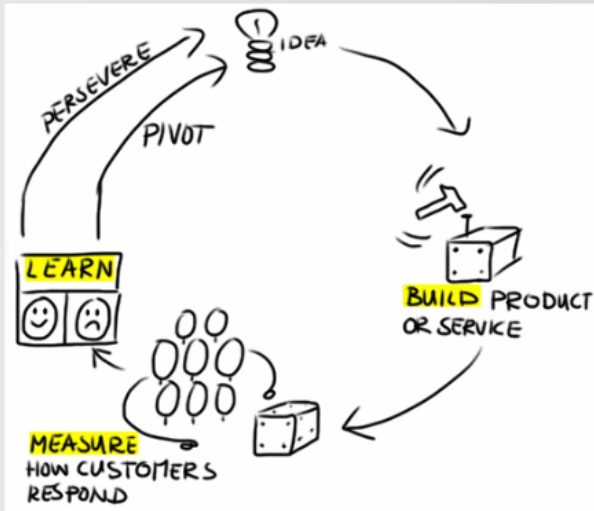 IDEA
PERSEVERE
PIVOT
BUILD PRODUCT
OR SERVICE
LEARN
MEASURE
HOW CUSTOMERS
RESPOND